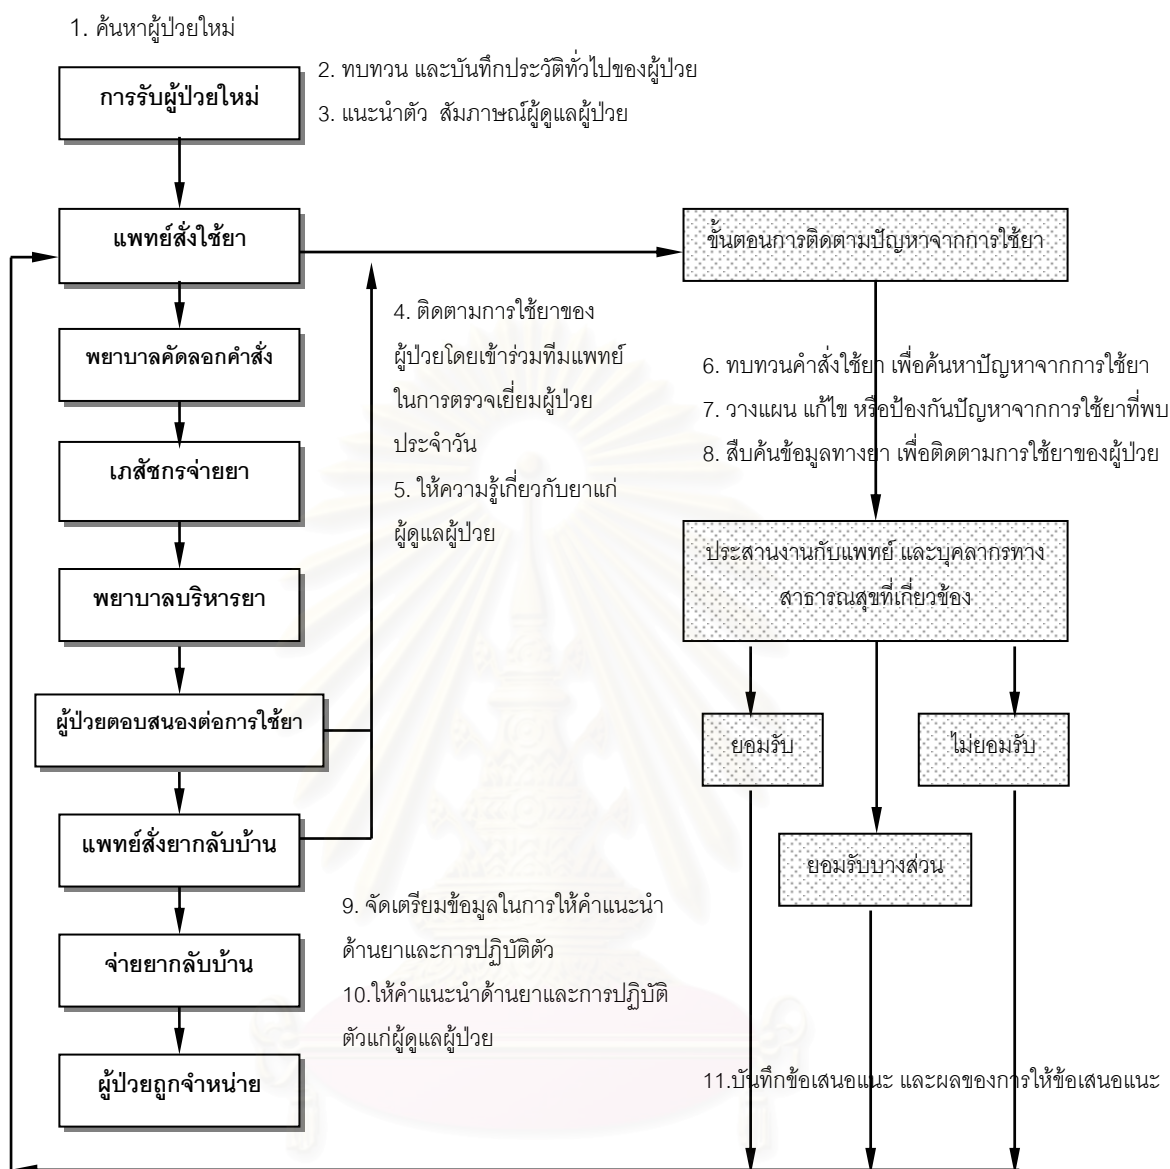 1. ค้นหาผู้ป่วยใหม่
การรับผู้ป่วยใหม่
2. ทบทวน และบันทึกประวัติทั่วไปของผู้ป่วย
3. แนะนำตัว สัมภาษณ์ผู้ดูแลผู้ป่วย
แพทย์สั่งใช้ยา
ขั้นตอนการติดตามปัญหาจากการใช้ยา
พยาบาลคัดลอกคำสั่ง
4. ติดตามการใช้ยาของ
ผู้ป่วยโดยเข้าร่วมทีมแพทย์
ในการตรวจเยี่ยมผู้ป่วย
ประจำวัน
5. ให้ความรู้เกี่ยวกับยาแก่
ผู้ดูแลผู้ป่วย
6. ทบทวนคำสั่งใช้ยา เพื่อค้นหาปัญหาจากการใช้ยา
7. วางแผน แก้ไข หรือป้องกันปัญหาจากการใช้ยาที่พบ
8. สืบค้นข้อมูลทางยา เพื่อติดตามการใช้ยาของผู้ป่วย
เภสัชกรจ่ายยา
พยาบาลบริหารยา
ประสานงานกับแพทย์ และบุคลากรทาง
สาธารณสุขที่เกี่ยวข้อง
ผู้ป่วยตอบสนองต่อการใช้ยา
ยอมรับ
ไม่ยอมรับ
แพทย์สั่งยากลับบ้าน
ยอมรับบางส่วน
จ่ายยากลับบ้าน
9. จัดเตรียมข้อมูลในการให้คำแนะนำ
ด้านยาและการปฏิบัติตัว
10.ให้คำแนะนำด้านยาและการปฏิบัติ
ตัวแก่ผู้ดูแลผู้ป่วย
ผู้ป่วยถูกจำหน่าย
11.บันทึกข้อเสนอแนะ และผลของการให้ข้อเสนอแนะ